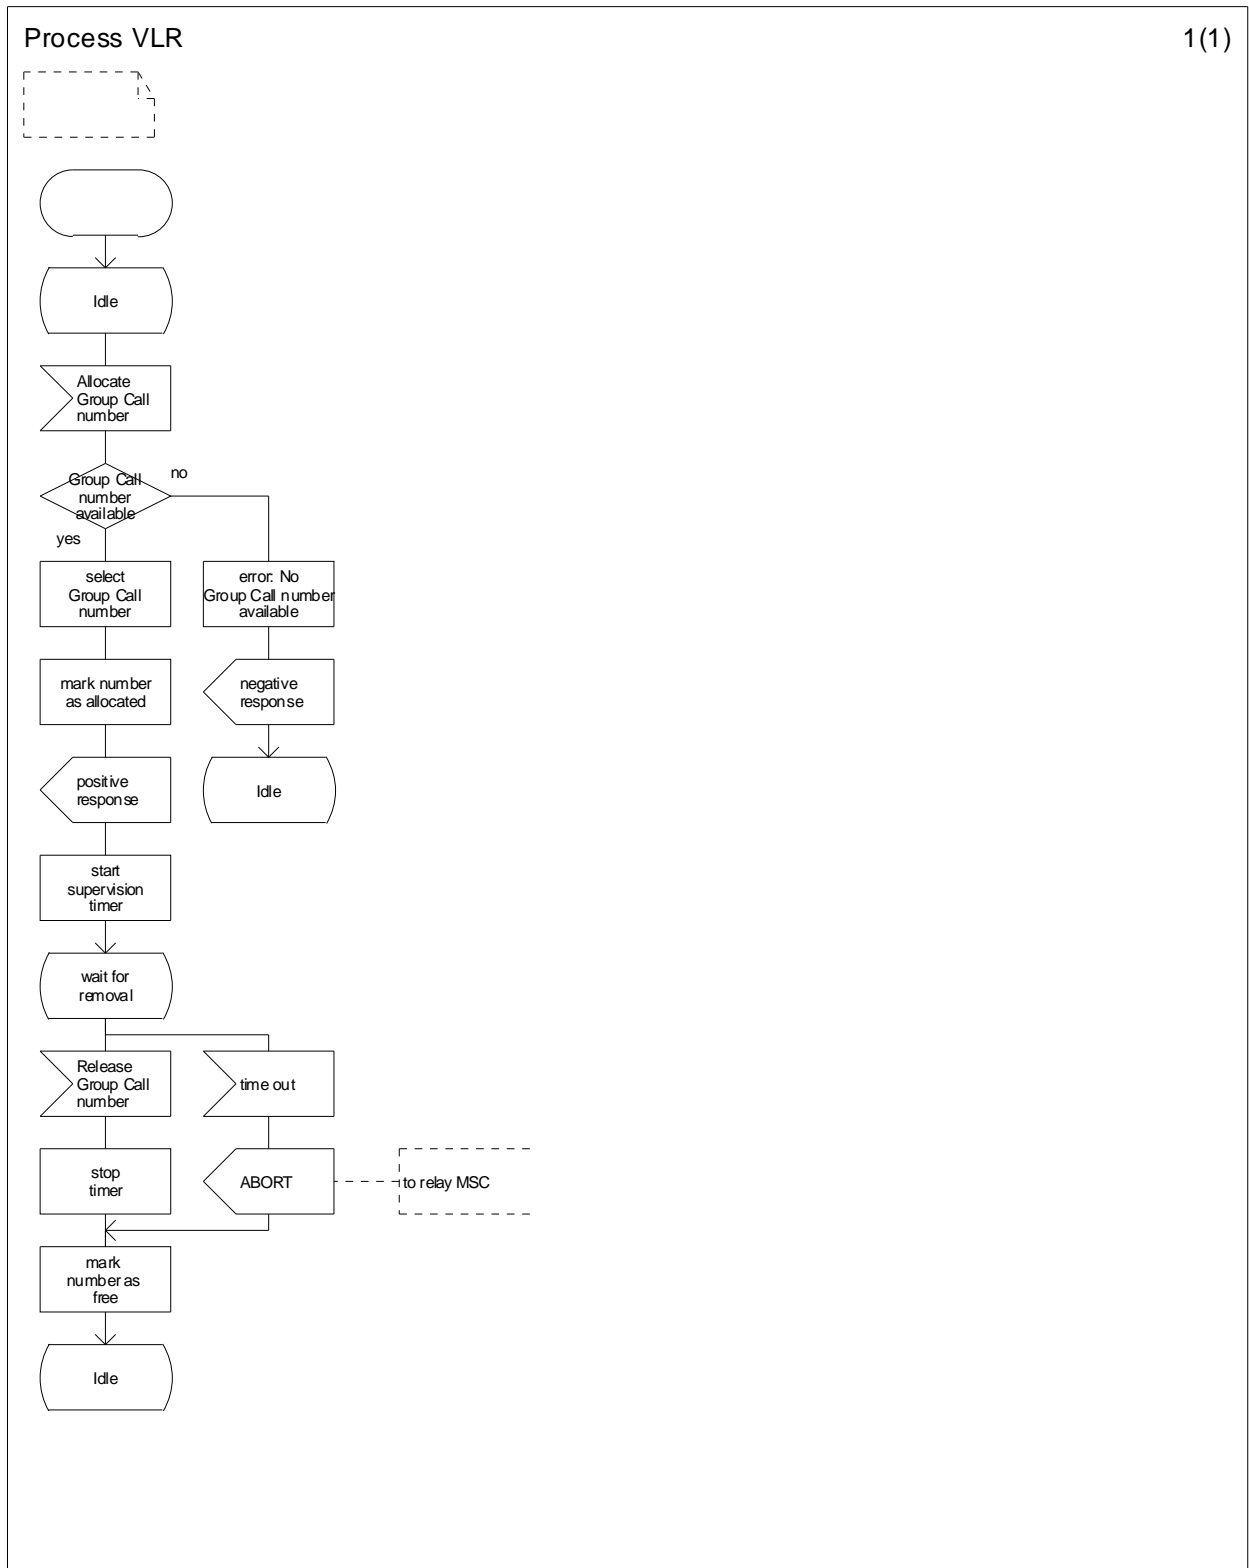 Process VLR
1(1)
Idle
Allocate
Group Call
number
Group Call
number
available
no
yes
select
Group Call
number
error: No
Group Call number
available
mark number
as allocated
negative
response
positive
response
Idle
start
supervision
timer
wait for
removal
Release
Group Call
number
time out
stop
timer
ABORT
to relay MSC
mark
number as
free
Idle